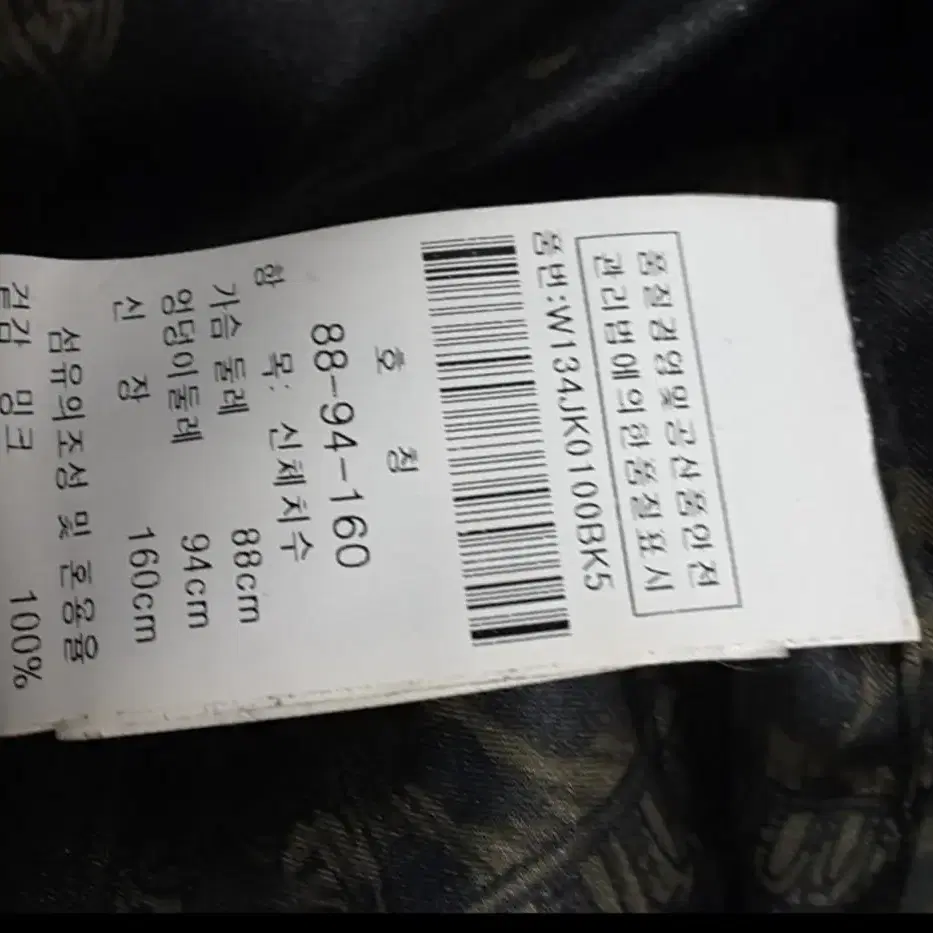 품질경영및공산품안전
관리법에의한품질표시
품번:W134JK0100BK5
호 칭
88-94-160
항 목: 신체치수
가슴 둘레 88cm
엉덩이둘레 94cm
신 장 160cm
섬유의조성 및 혼용율
겉감 밍크 100%